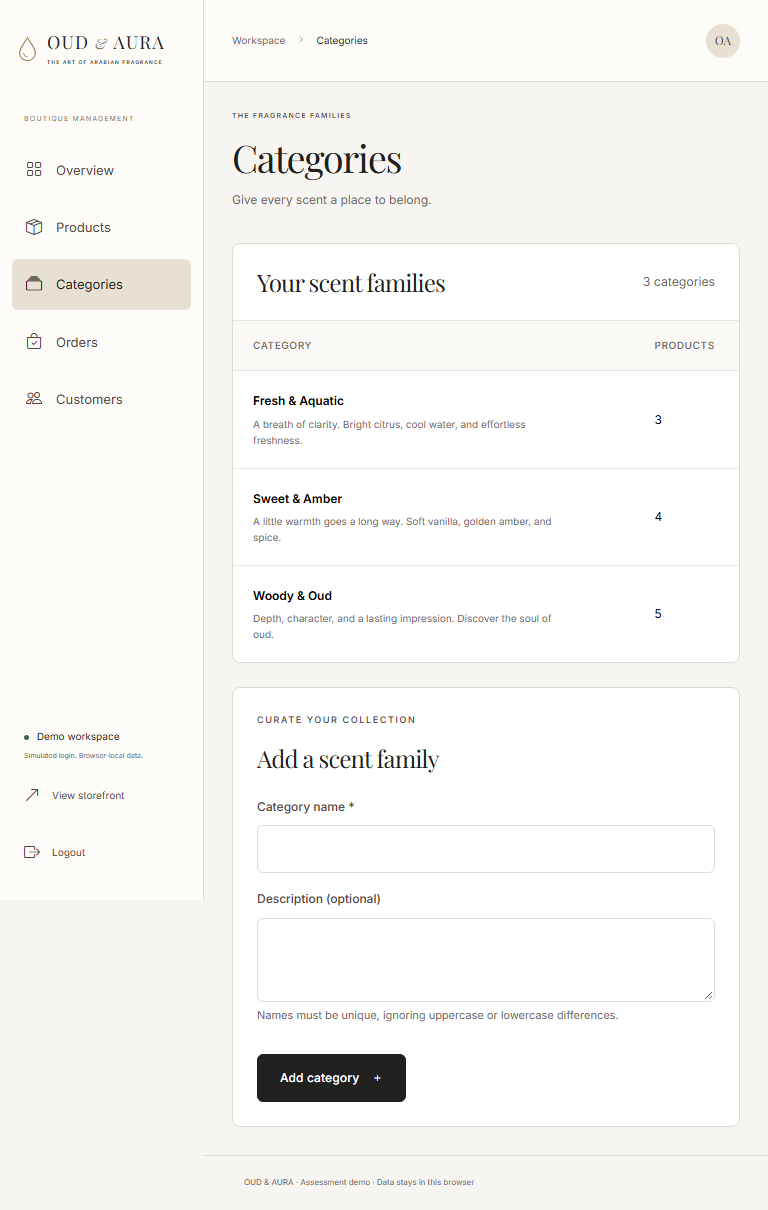 OUD & AURA
THE ART OF ARABIAN FRAGRANCE
BOUTIQUE MANAGEMENT
Overview
Products
Categories
Orders
Customers
Demo workspace
Simulated login. Browser-local data.
View storefront
Logout
Workspace > Categories
OA
THE FRAGRANCE FAMILIES
Categories
Give every scent a place to belong.
Your scent families
3 categories
CATEGORY PRODUCTS
Fresh & Aquatic
A breath of clarity. Bright citrus, cool water, and effortless
freshness.
3
Sweet & Amber
A little warmth goes a long way. Soft vanilla, golden amber, and
spice.
4
Woody & Oud
Depth, character, and a lasting impression. Discover the soul of
oud.
5
CURATE YOUR COLLECTION
Add a scent family
Category name *
Description (optional)
Names must be unique, ignoring uppercase or lowercase differences.
Add category +
OUD & AURA · Assessment demo · Data stays in this browser